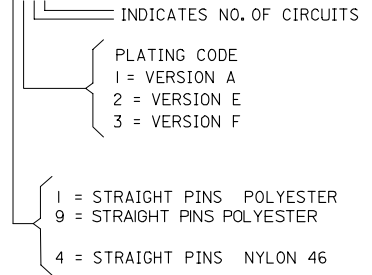 INDICATES NO. OF CIRCUITS
PLATING CODE
1 = VERSION A
2 = VERSION E
3 = VERSION F
1 = STRAIGHT PINS POLYESTER
9 = STRAIGHT PINS POLYESTER
4 = STRAIGHT PINS NYLON 46